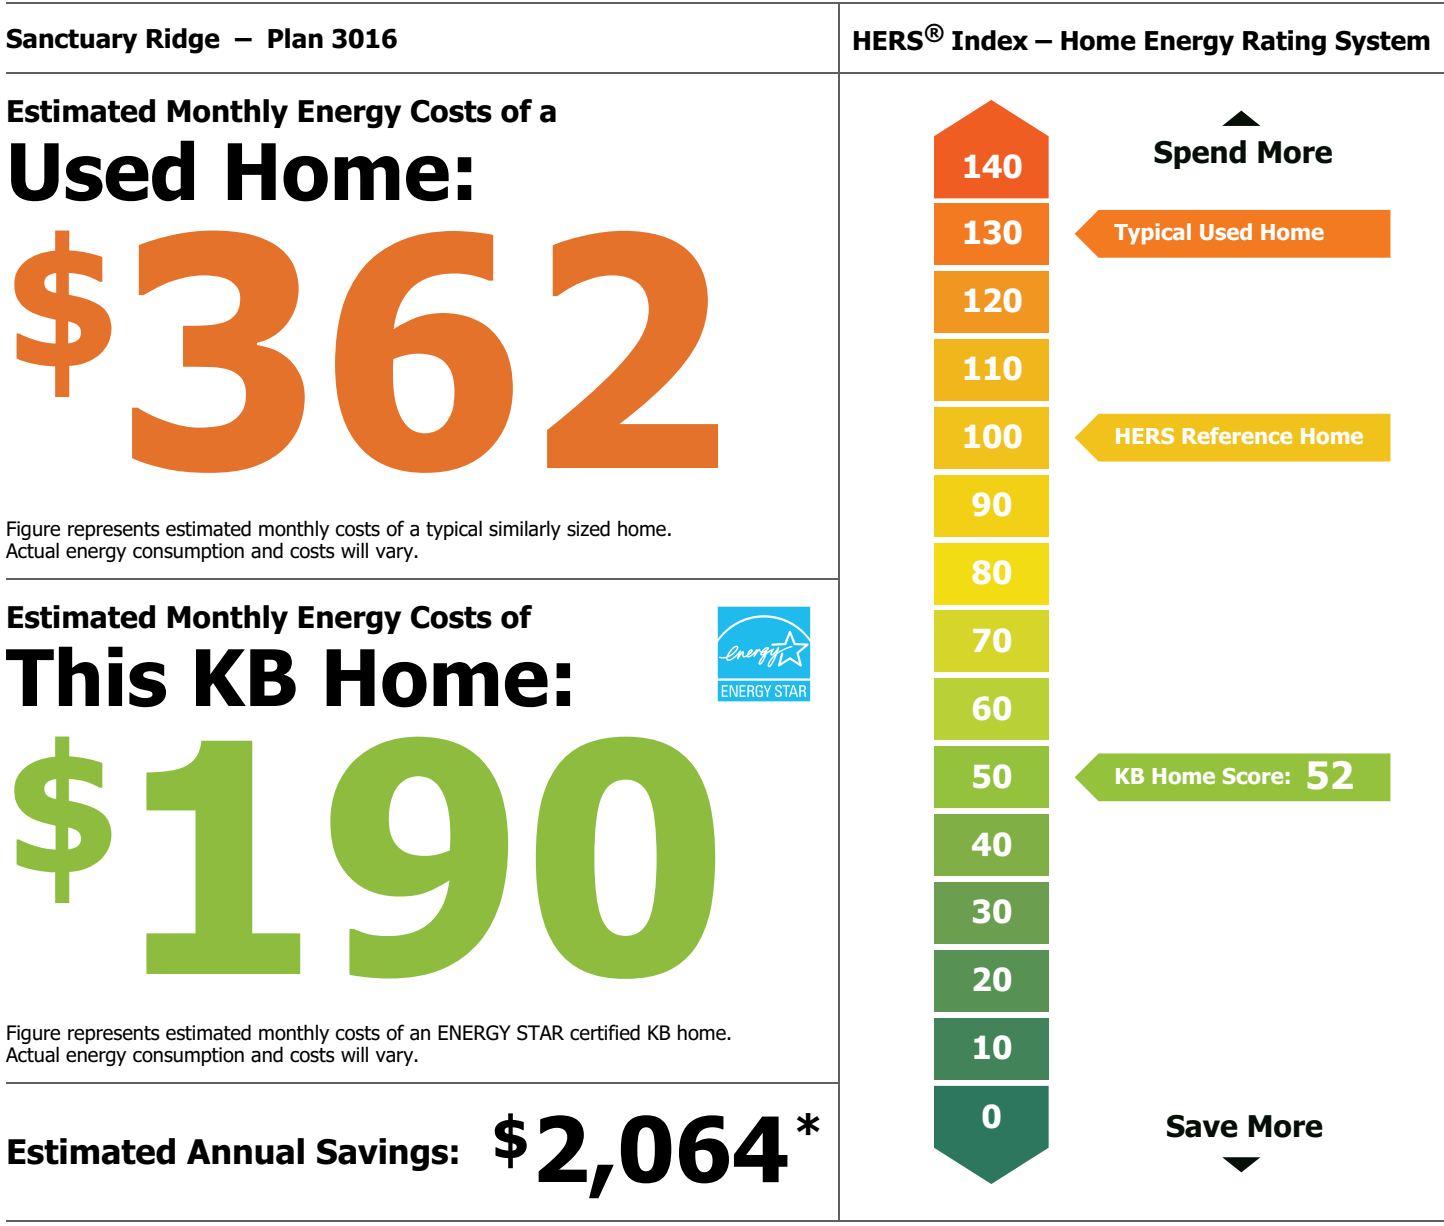 Sanctuary Ridge – Plan 3016
Estimated Monthly Energy Costs of a
Used Home:
$362
Figure represents estimated monthly costs of a typical similarly sized home.
Actual energy consumption and costs will vary.
Estimated Monthly Energy Costs of
This KB Home:
energy
ENERGY STAR
$190
Figure represents estimated monthly costs of an ENERGY STAR certified KB home.
Actual energy consumption and costs will vary.
Estimated Annual Savings: $2,064*
HERS® Index – Home Energy Rating System
Spend More
140
130
Typical Used Home
120
110
100
HERS Reference Home
90
80
70
60
50
KB Home Score: 52
40
30
20
10
0
Save More